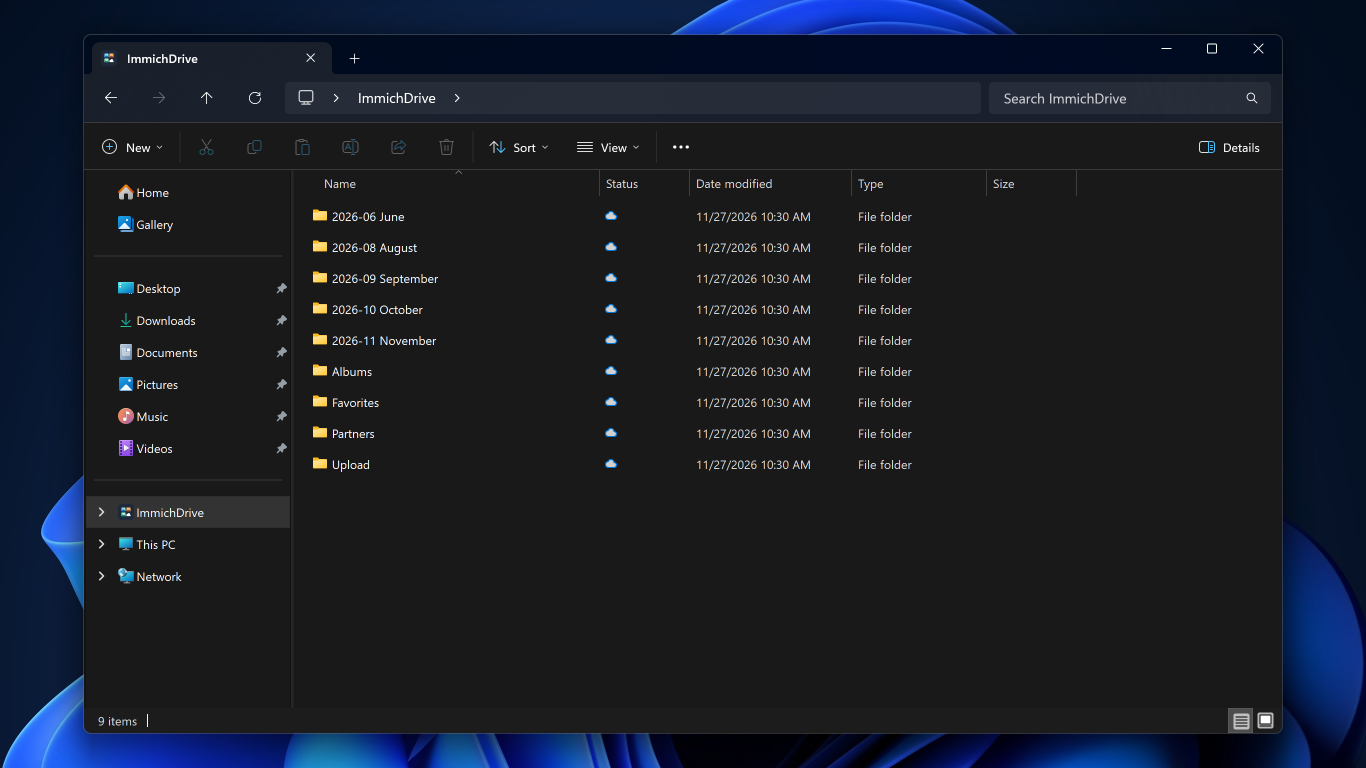 ImmichDrive
ImmichDrive
Search ImmichDrive
New
Sort
View
Details
Home
Gallery
Desktop
Downloads
Documents
Pictures
Music
Videos
ImmichDrive
This PC
Network
Name Status Date modified Type Size
2026-06 June 11/27/2026 10:30 AM File folder
2026-08 August 11/27/2026 10:30 AM File folder
2026-09 September 11/27/2026 10:30 AM File folder
2026-10 October 11/27/2026 10:30 AM File folder
2026-11 November 11/27/2026 10:30 AM File folder
Albums 11/27/2026 10:30 AM File folder
Favorites 11/27/2026 10:30 AM File folder
Partners 11/27/2026 10:30 AM File folder
Upload 11/27/2026 10:30 AM File folder
9 items